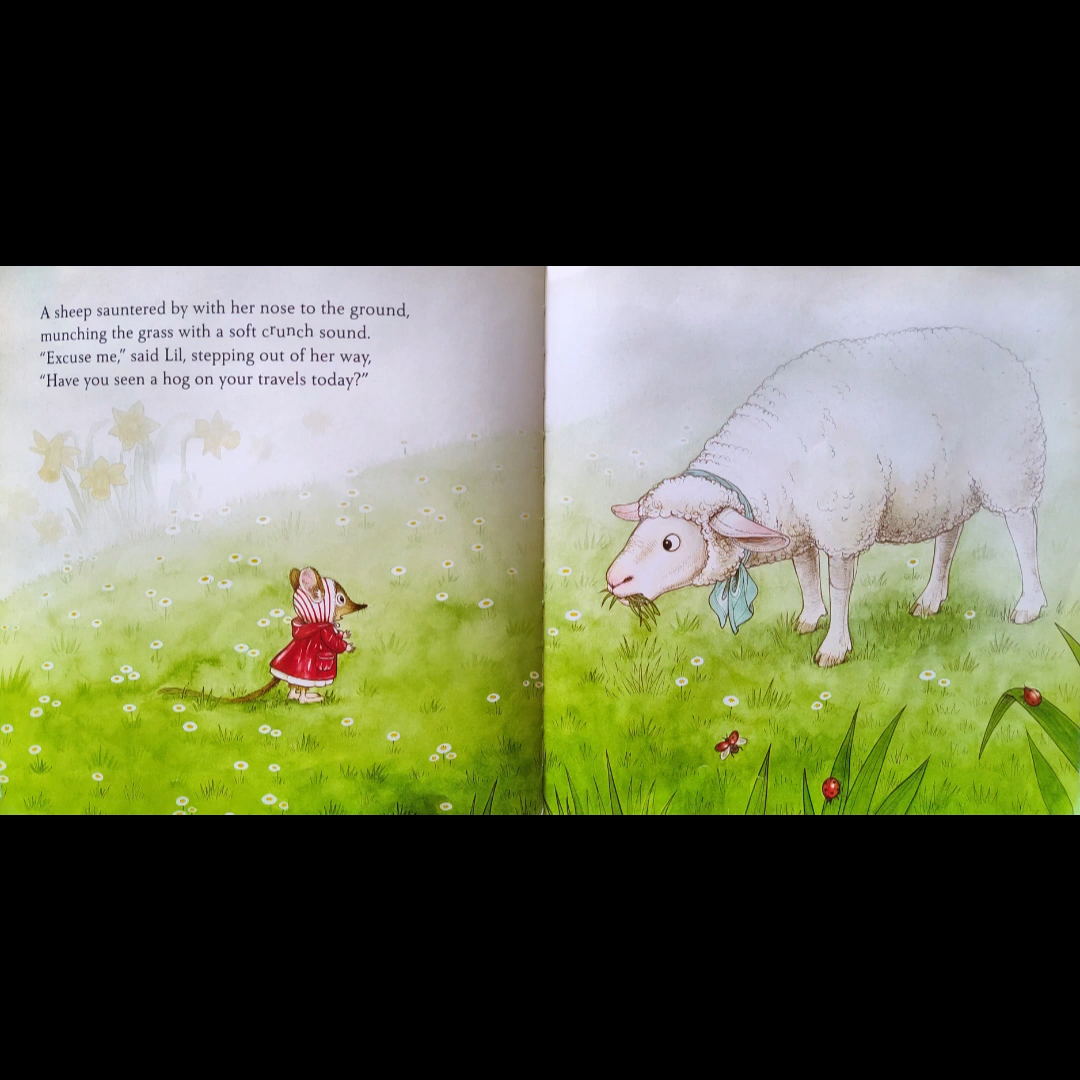 A sheep sauntered by with her nose to the ground,
munching the grass with a soft crunch sound.
“Excuse me,” said Lil, stepping out of her way,
“Have you seen a hog on your travels today?”